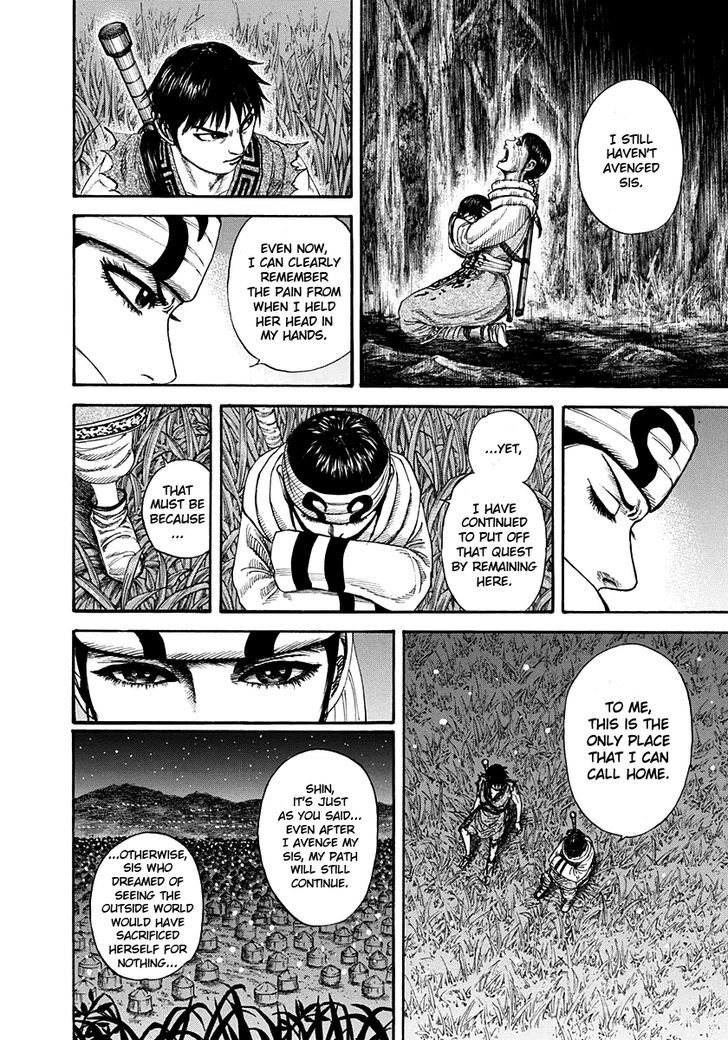 I STILL
HAVEN'T
AVENGED
SIS.
EVEN NOW,
I CAN CLEARLY
REMEMBER
THE PAIN FROM
WHEN I HELD
HER HEAD IN
MY HANDS.
...YET,
I HAVE
CONTINUED
TO PUT OFF
THAT QUEST
BY REMAINING
HERE.
THAT
MUST BE
BECAUSE
...
TO ME,
THIS IS THE
ONLY PLACE
THAT I CAN
CALL HOME.
SHIN,
IT'S JUST
AS YOU SAID...
EVEN AFTER
I AVENGE MY
SIS, MY PATH
WILL STILL
CONTINUE.
...OTHERWISE,
SIS WHO
DREAMED OF
SEEING THE
OUTSIDE WORLD
WOULD HAVE
SACRIFICED
HERSELF FOR
NOTHING...